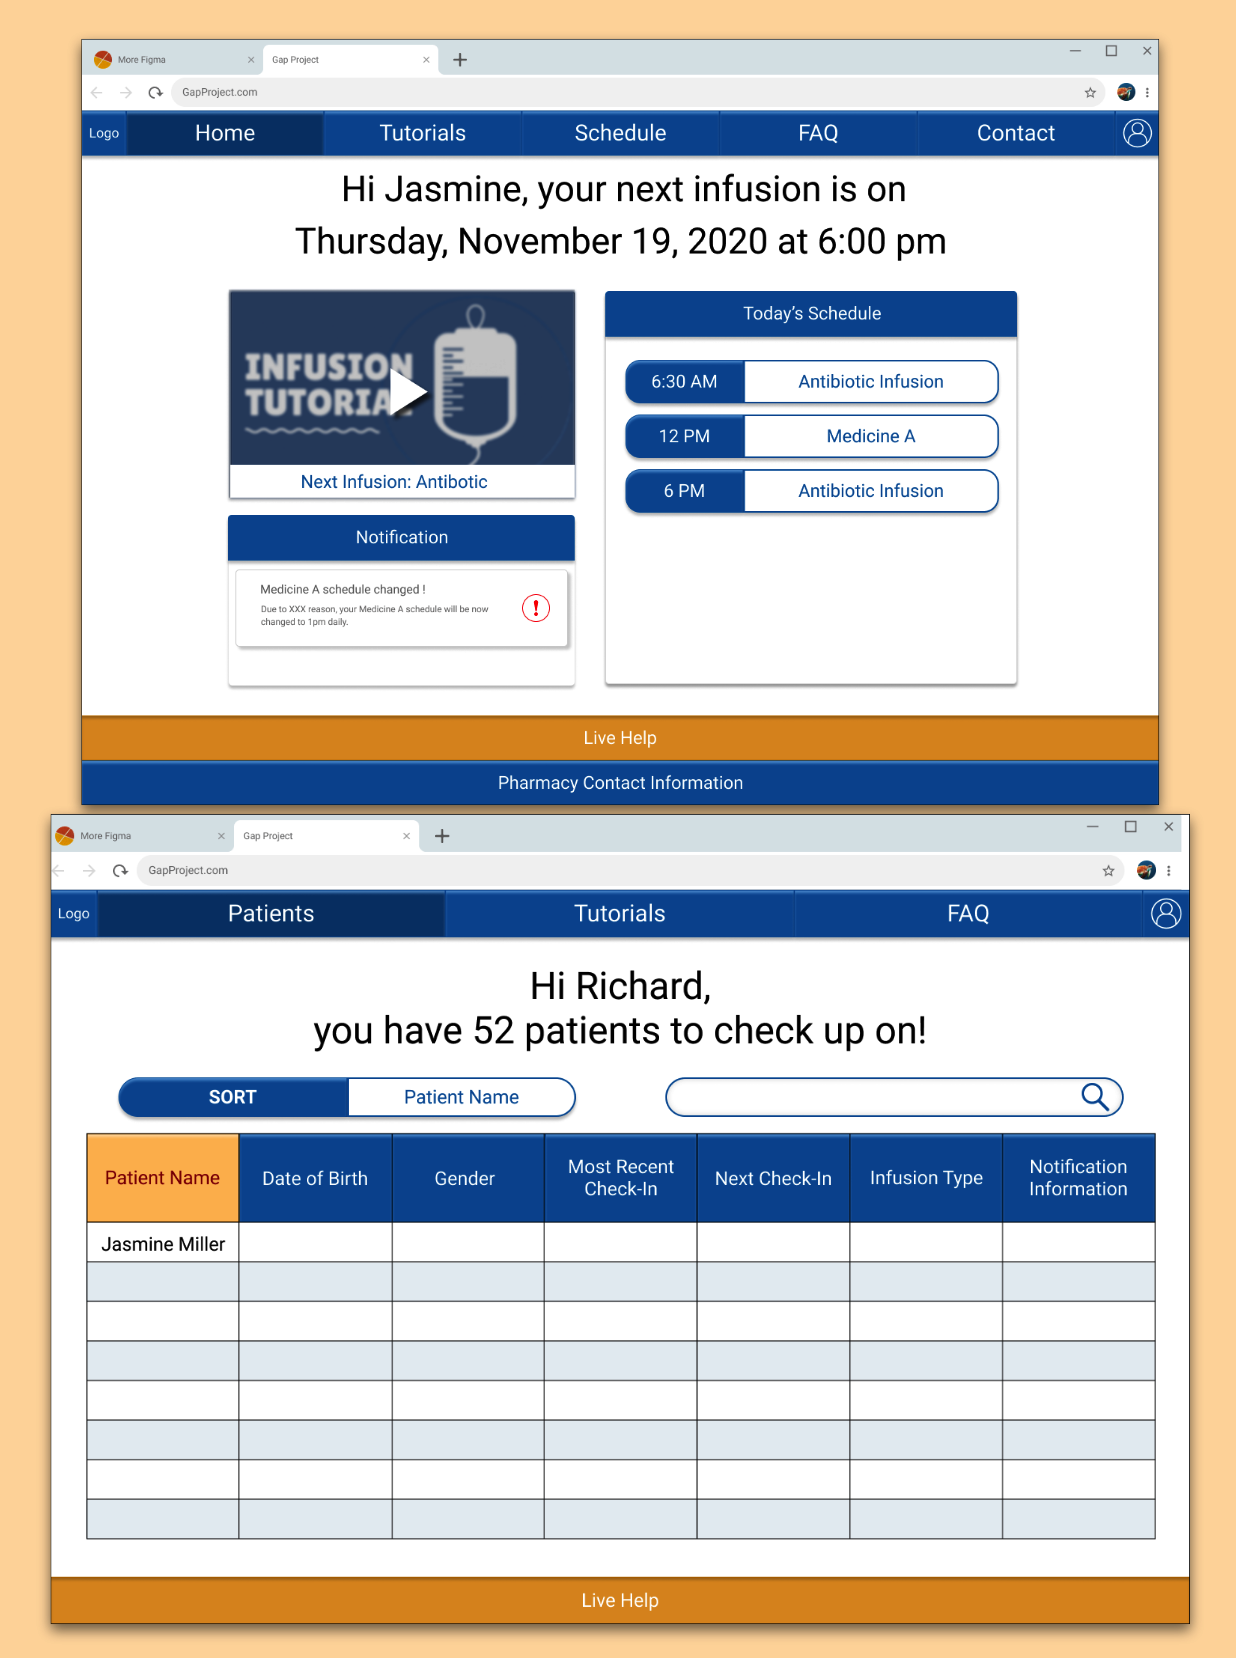 More Figma
Gap Project
GapProject.com
Logo
Home
Tutorials
Schedule
FAQ
Contact
Hi Jasmine, your next infusion is on
Thursday, November 19, 2020 at 6:00 pm
INFUSION
TUTORIAL
Next Infusion: Antibotic
Notification
Medicine A schedule changed !
Due to XXX reason, your Medicine A schedule will be now
changed to 1pm daily.
Today's Schedule
6:30 AM
Antibiotic Infusion
12 PM
Medicine A
6 PM
Antibiotic Infusion
Live Help
Pharmacy Contact Information
More Figma
Gap Project
GapProject.com
Logo
Patients
Tutorials
FAQ
Hi Richard,
you have 52 patients to check up on!
SORT
Patient Name
Patient Name
Date of Birth
Gender
Most Recent
Check-In
Next Check-In
Infusion Type
Notification
Information
Jasmine Miller
Live Help